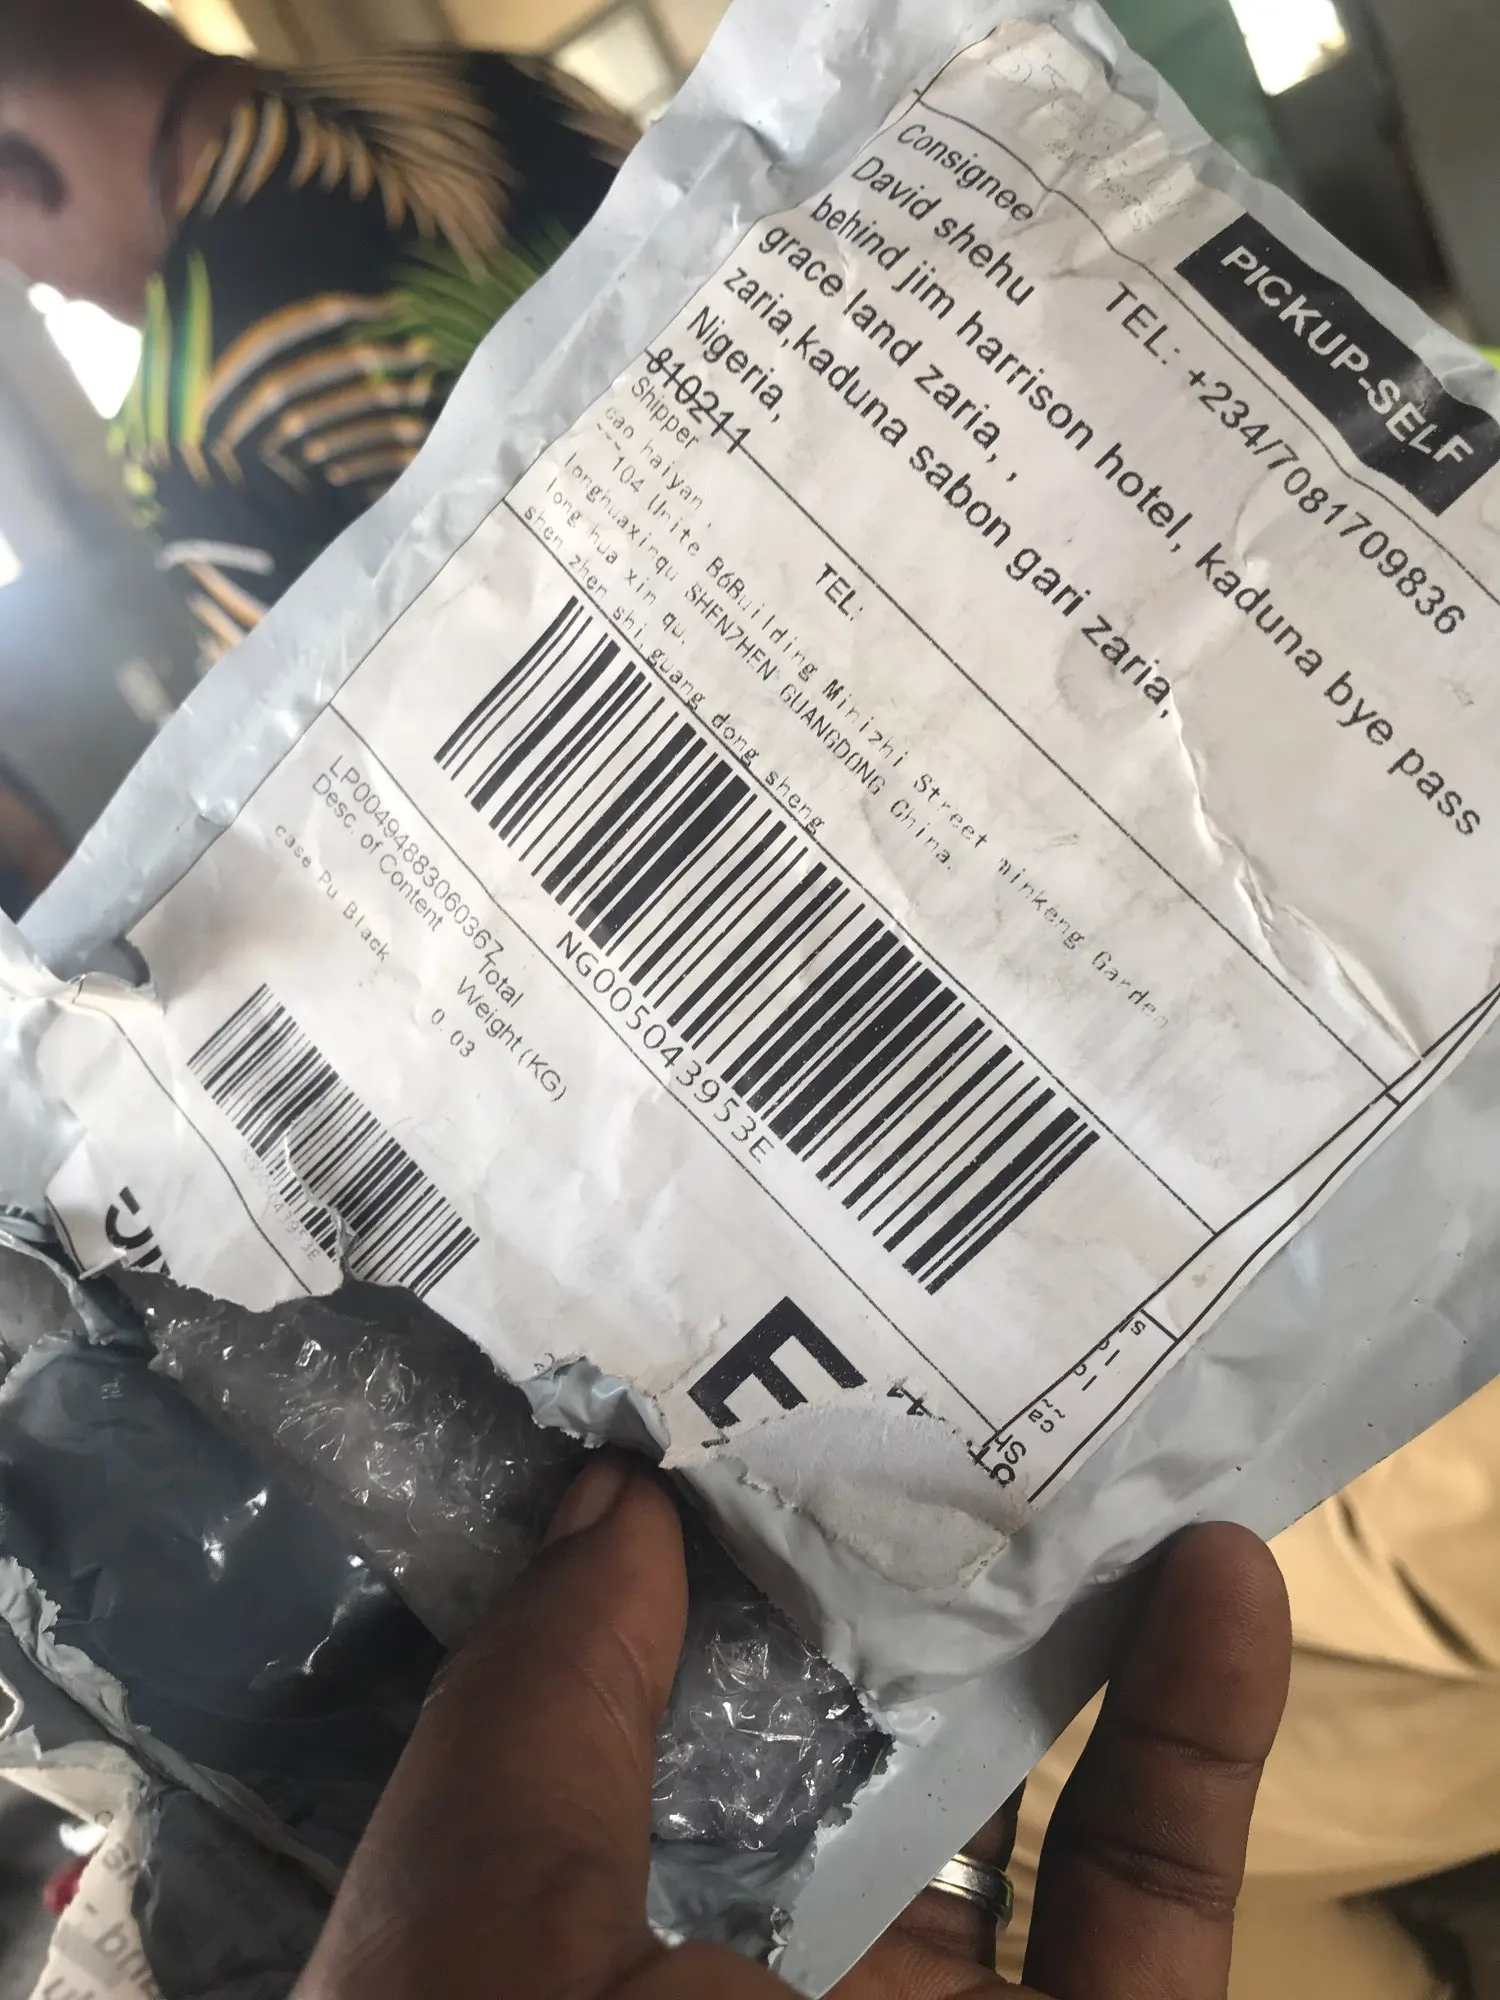 PICKUP-SELF
Consignee
TEL: +234/7081709836
David shehu
behind jim harrison hotel, kaduna bye pass
grace land zaria, ,
zaria,kaduna sabon gari zaria,
Nigeria,
810211
Shipper
TEL:
cao haiyan ,
~~~ 104 Unite B6Building Minizhi Street minkeng Garden
longhuaxinqu SHENZHEN GUANGDONG China.
long hua xin qu.
shen zhen shi,guang dong sheng
NG005043953E
LP00494883060367
Desc. of Content
Total
Weight (KG)
case Pu Black
0.03
NG005043953E
E